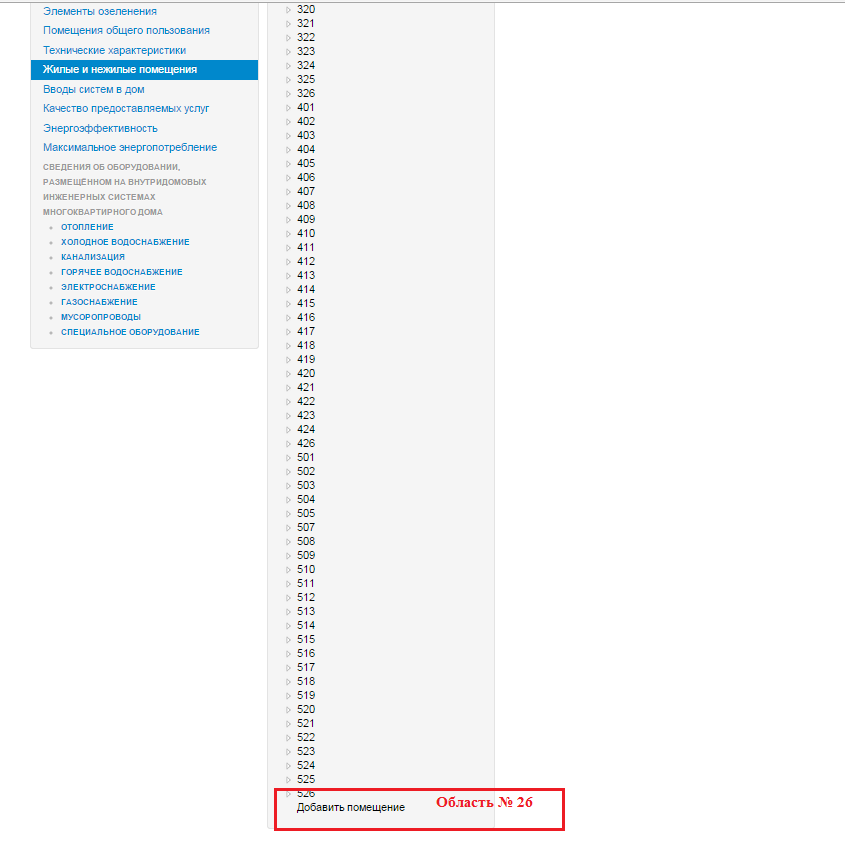 Элементы озеленения
Помещения общего пользования
Технические характеристики
Жилые и нежилые помещения
Вводы систем в дом
Качество предоставляемых услуг
Энергоэффективность
Максимальное энергопотребление
СВЕДЕНИЯ ОБ ОБОРУДОВАНИИ,
РАЗМЕЩЁННОМ НА ВНУТРИДОМОВЫХ
ИНЖЕНЕРНЫХ СИСТЕМАХ
МНОГОКВАРТИРНОГО ДОМА
ОТОПЛЕНИЕ
ХОЛОДНОЕ ВОДОСНАБЖЕНИЕ
КАНАЛИЗАЦИЯ
ГОРЯЧЕЕ ВОДОСНАБЖЕНИЕ
ЭЛЕКТРОСНАБЖЕНИЕ
ГАЗОСНАБЖЕНИЕ
МУСОРОПРОВОДЫ
СПЕЦИАЛЬНОЕ ОБОРУДОВАНИЕ
320
321
322
323
324
325
326
401
402
403
404
405
406
407
408
409
410
411
412
413
414
415
416
417
418
419
420
421
422
423
424
426
501
502
503
504
505
507
508
509
510
511
512
513
514
515
516
517
518
519
520
521
522
523
524
525
526
Добавить помещение
Область № 26